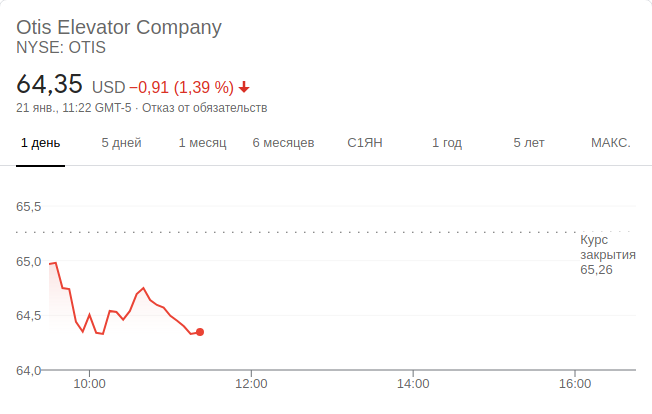 Otis Elevator Company
NYSE: OTIS
64,35 USD −0,91 (1,39 %)
21 янв., 11:22 GMT-5 · Отказ от обязательств
1 день 5 дней 1 месяц 6 месяцев С1ЯН 1 год 5 лет МАКС.
65,5
Курс
закрытия
65,26
65,0
64,5
64,0
10:00 12:00 14:00 16:00